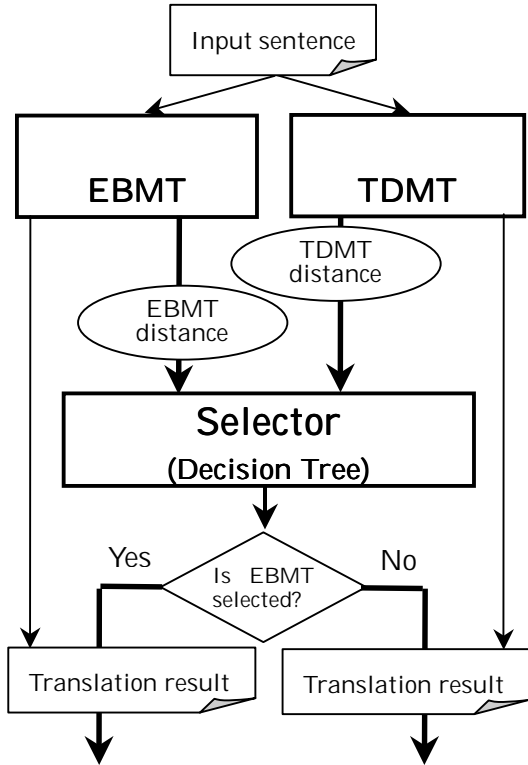 Input sentence
EBMT
TDMT
TDMT
distance
EBMT
distance
Selector
(Decision Tree)
Yes
No
Is EBMT
selected?
Translation result
Translation result